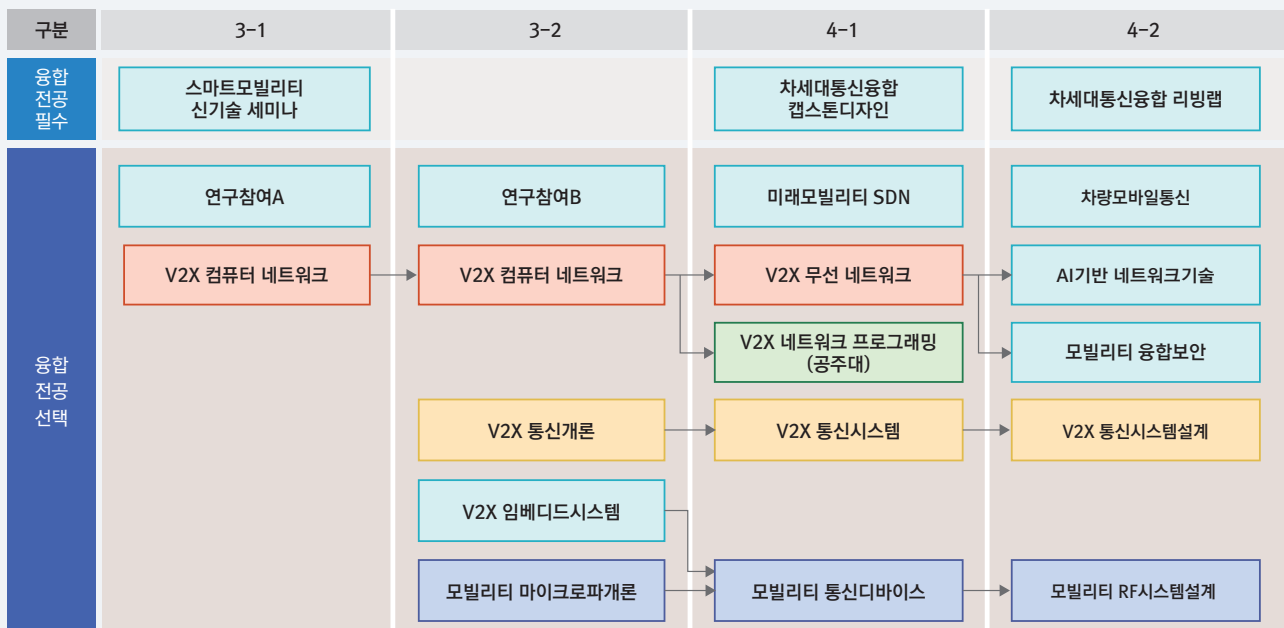 구분
3-1
3-2
4-1
4-2
융합
전공
필수
스마트모빌리티
신기술 세미나
차세대통신융합
캡스톤디자인
차세대통신융합 리빙랩
융합
전공
선택
연구참여A
연구참여B
미래모빌리티 SDN
차량모바일통신
V2X 컴퓨터 네트워크
V2X 컴퓨터 네트워크
V2X 무선 네트워크
AI기반 네트워크기술
V2X 네트워크 프로그래밍
(공주대)
모빌리티 융합보안
V2X 통신개론
V2X 통신시스템
V2X 통신시스템설계
V2X 임베디드시스템
모빌리티 마이크로파개론
모빌리티 통신디바이스
모빌리티 RF시스템설계